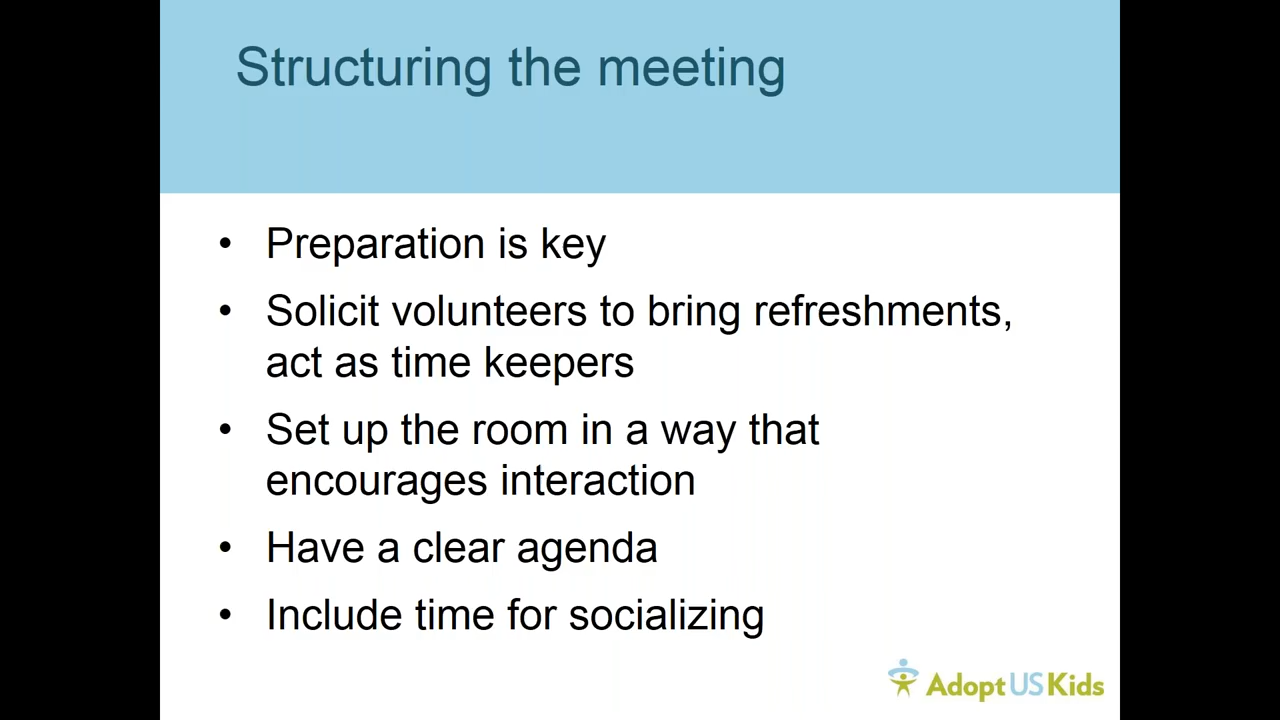 Structuring the meeting
• Preparation is key
• Solicit volunteers to bring refreshments,
act as time keepers
• Set up the room in a way that
encourages interaction
• Have a clear agenda
• Include time for socializing
AdoptUSKids